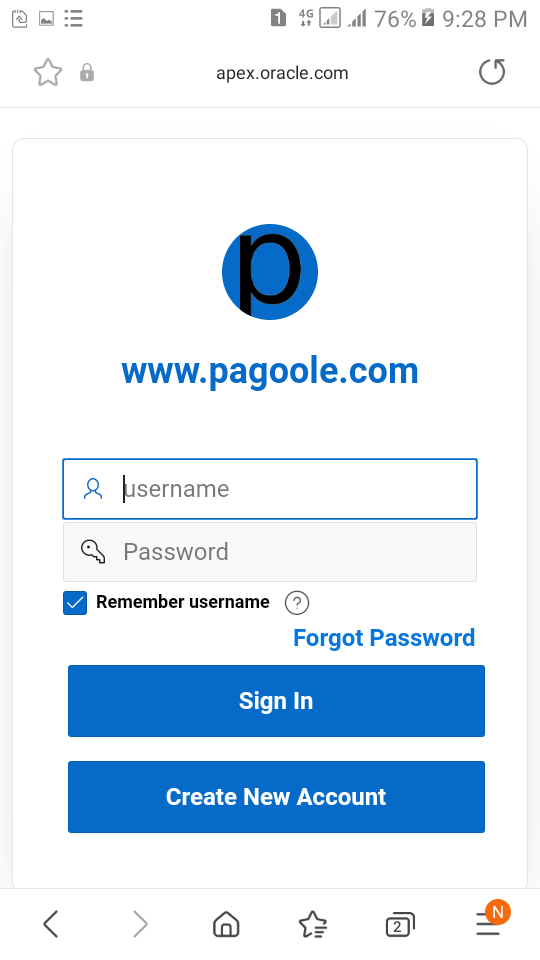 1 4G 76% 9:28 PM
apex.oracle.com
p
www.pagoole.com
username
Password
Remember username ?
Forgot Password
Sign In
Create New Account
2 N